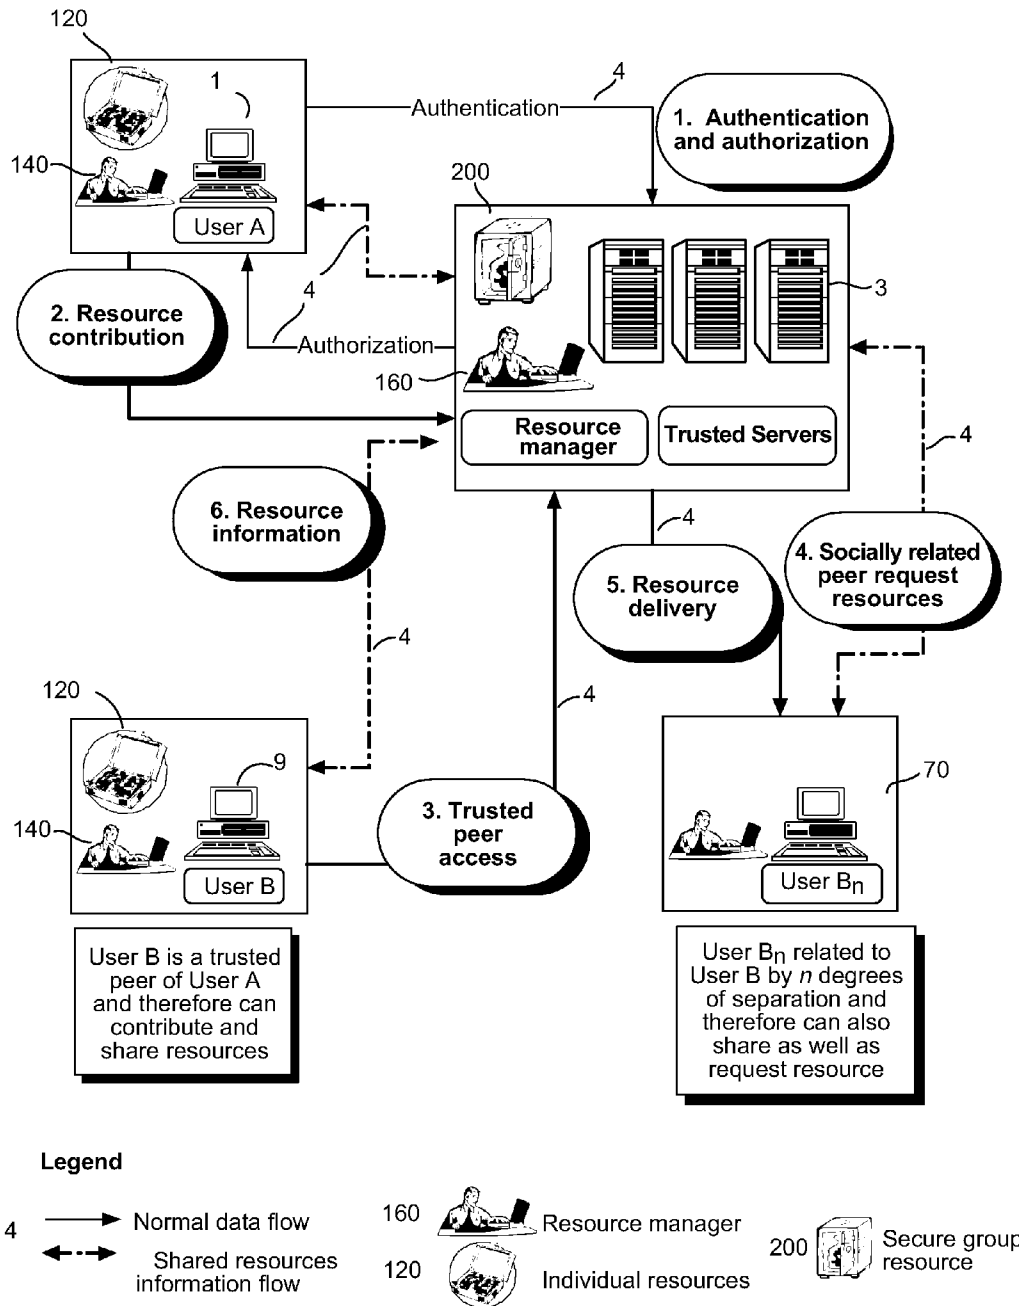 120
1
4
Authentication
1. Authentication
and authorization
140
200
User A
4
3
2. Resource
contribution
Authorization
160
Resource
manager
Trusted Servers
4
6. Resource
information
4
5. Resource
delivery
4. Socially related
peer request
resources
4
4
120
9
70
140
3. Trusted
peer
access
User B
User Bn
User B is a trusted
peer of User A
and therefore can
contribute and
share resources
User Bn related to
User B by n degrees
of separation and
therefore can also
share as well as
request resource
Legend
4
Normal data flow
Shared resources
information flow
160
Resource manager
120
Individual resources
200
Secure group
resource